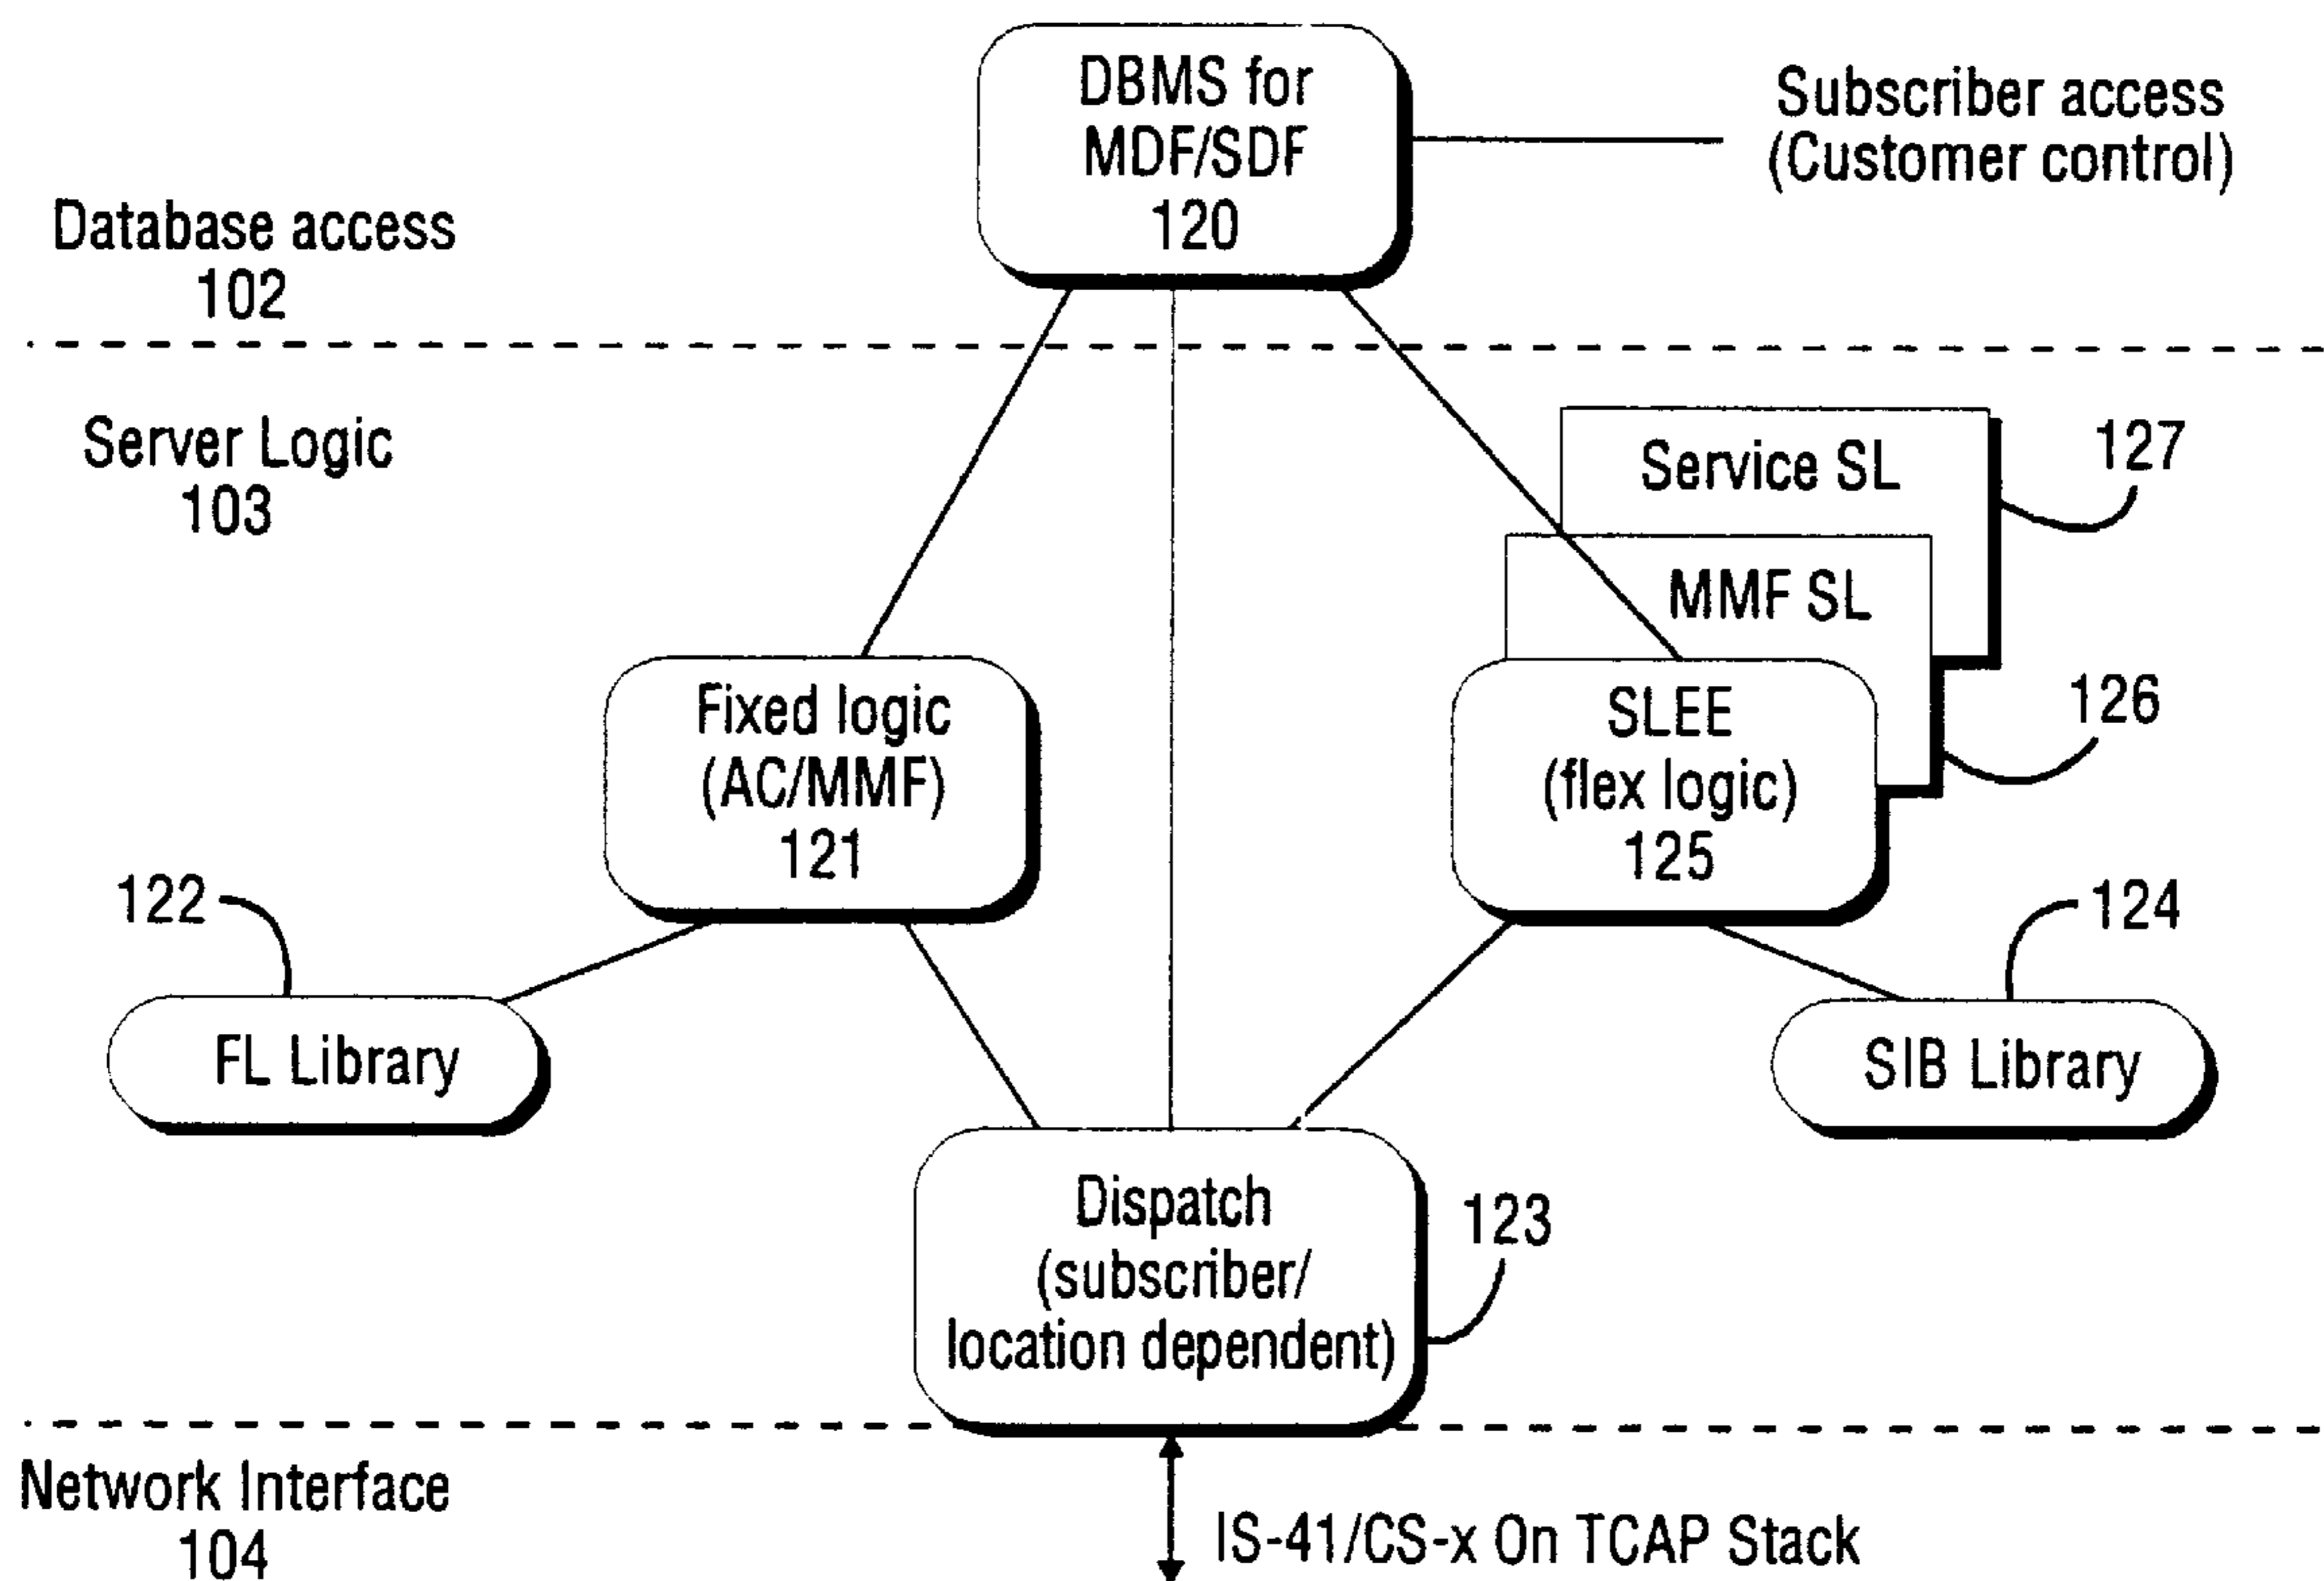 DBMS for
MDF/SDF
120
Subscriber access
(Customer control)
Database access
102
Server Logic
103
Service SL
127
MMF SL
126
Fixed logic
(AC/MMF)
121
SLEE
(flex logic)
125
122
124
FL Library
SIB Library
Dispatch
(subscriber/
location dependent)
123
Network Interface
104
IS-41/CS-x On TCAP Stack